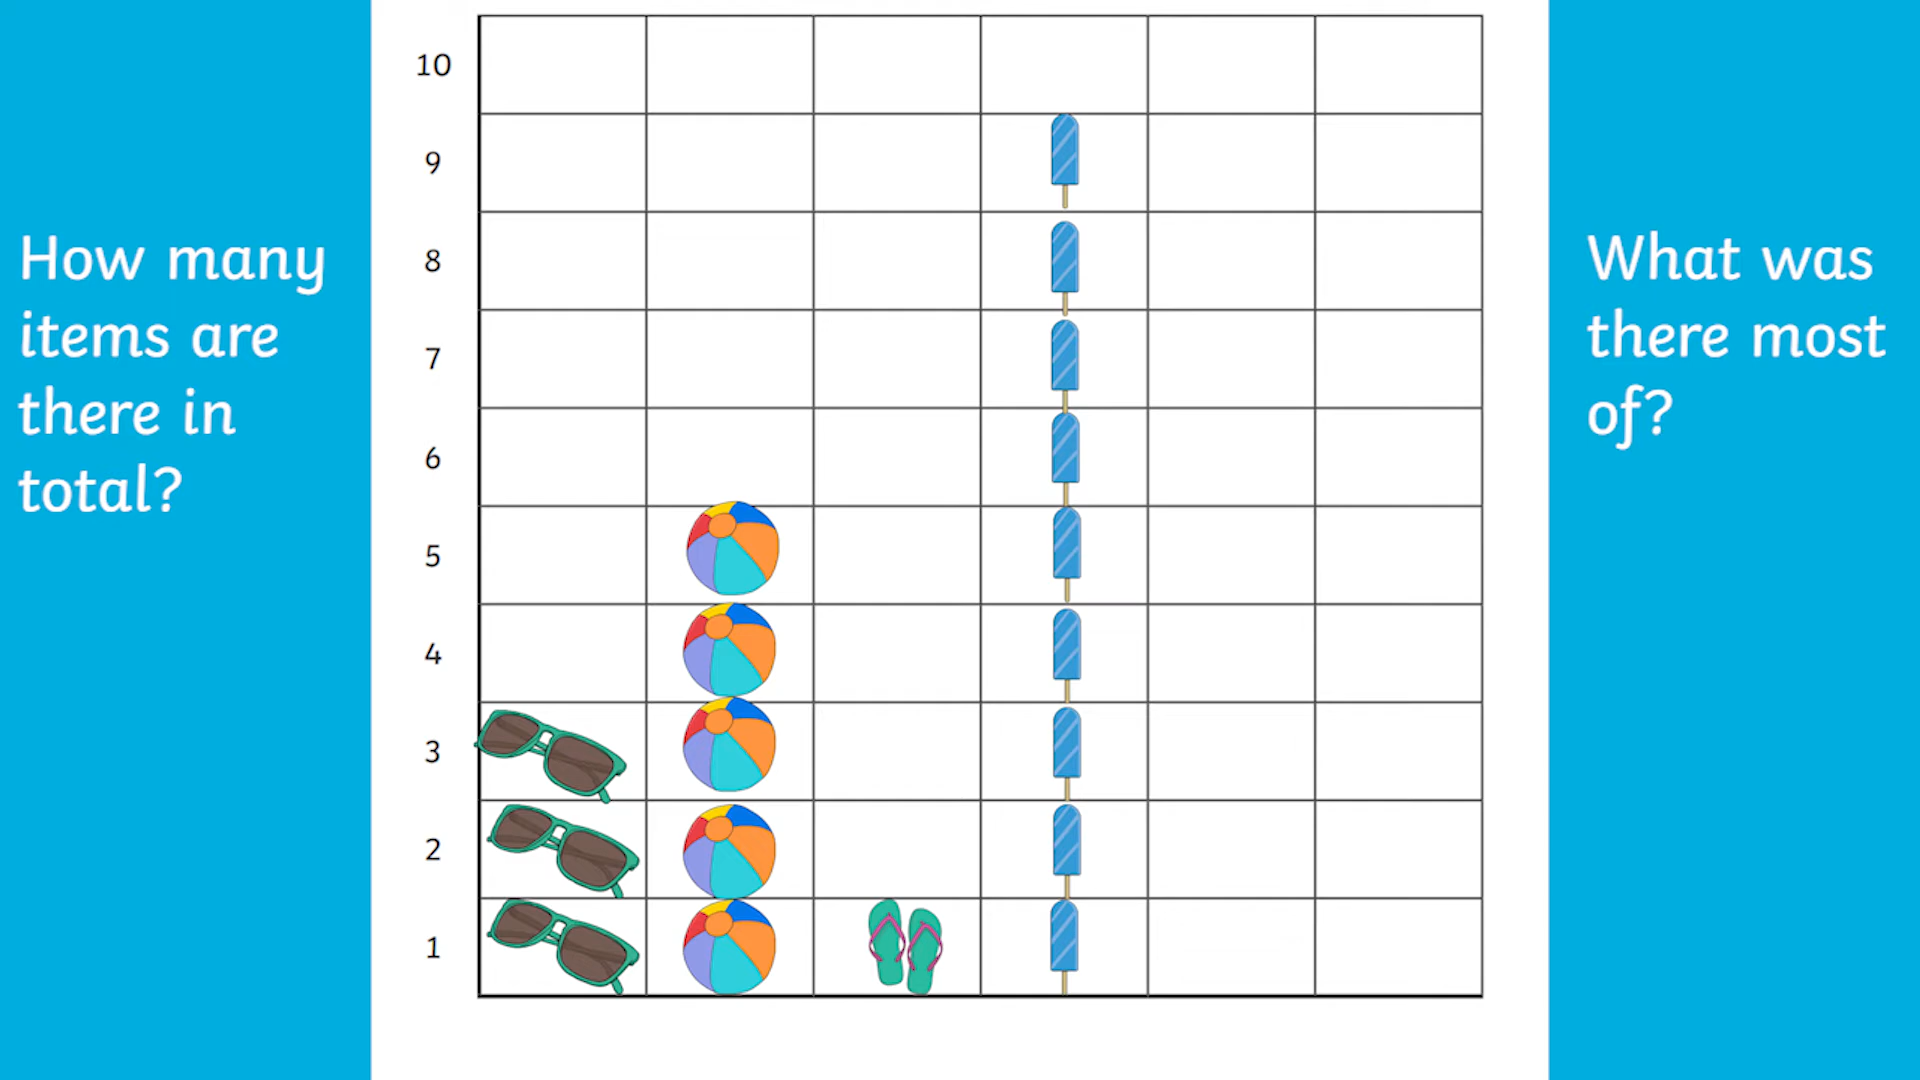 How many
items are
there in
total?
10
9
8
7
6
5
4
3
2
1
What was
there most
of?